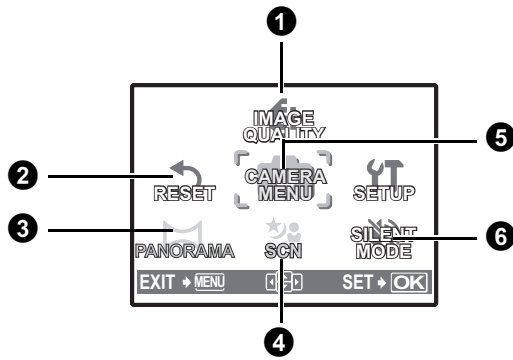 1
IMAGE
QUALITY
5
2
RESET
CAMERA
MENU
SETUP
3
PANORAMA
SCN
SILENT
MODE
6
EXIT MENU SET OK
4